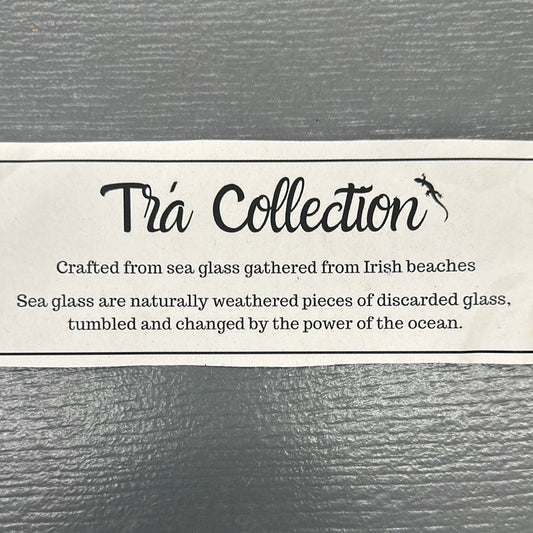 Trá Collection
Crafted from sea glass gathered from Irish beaches
Sea glass are naturally weathered pieces of discarded glass,
tumbled and changed by the power of the ocean.